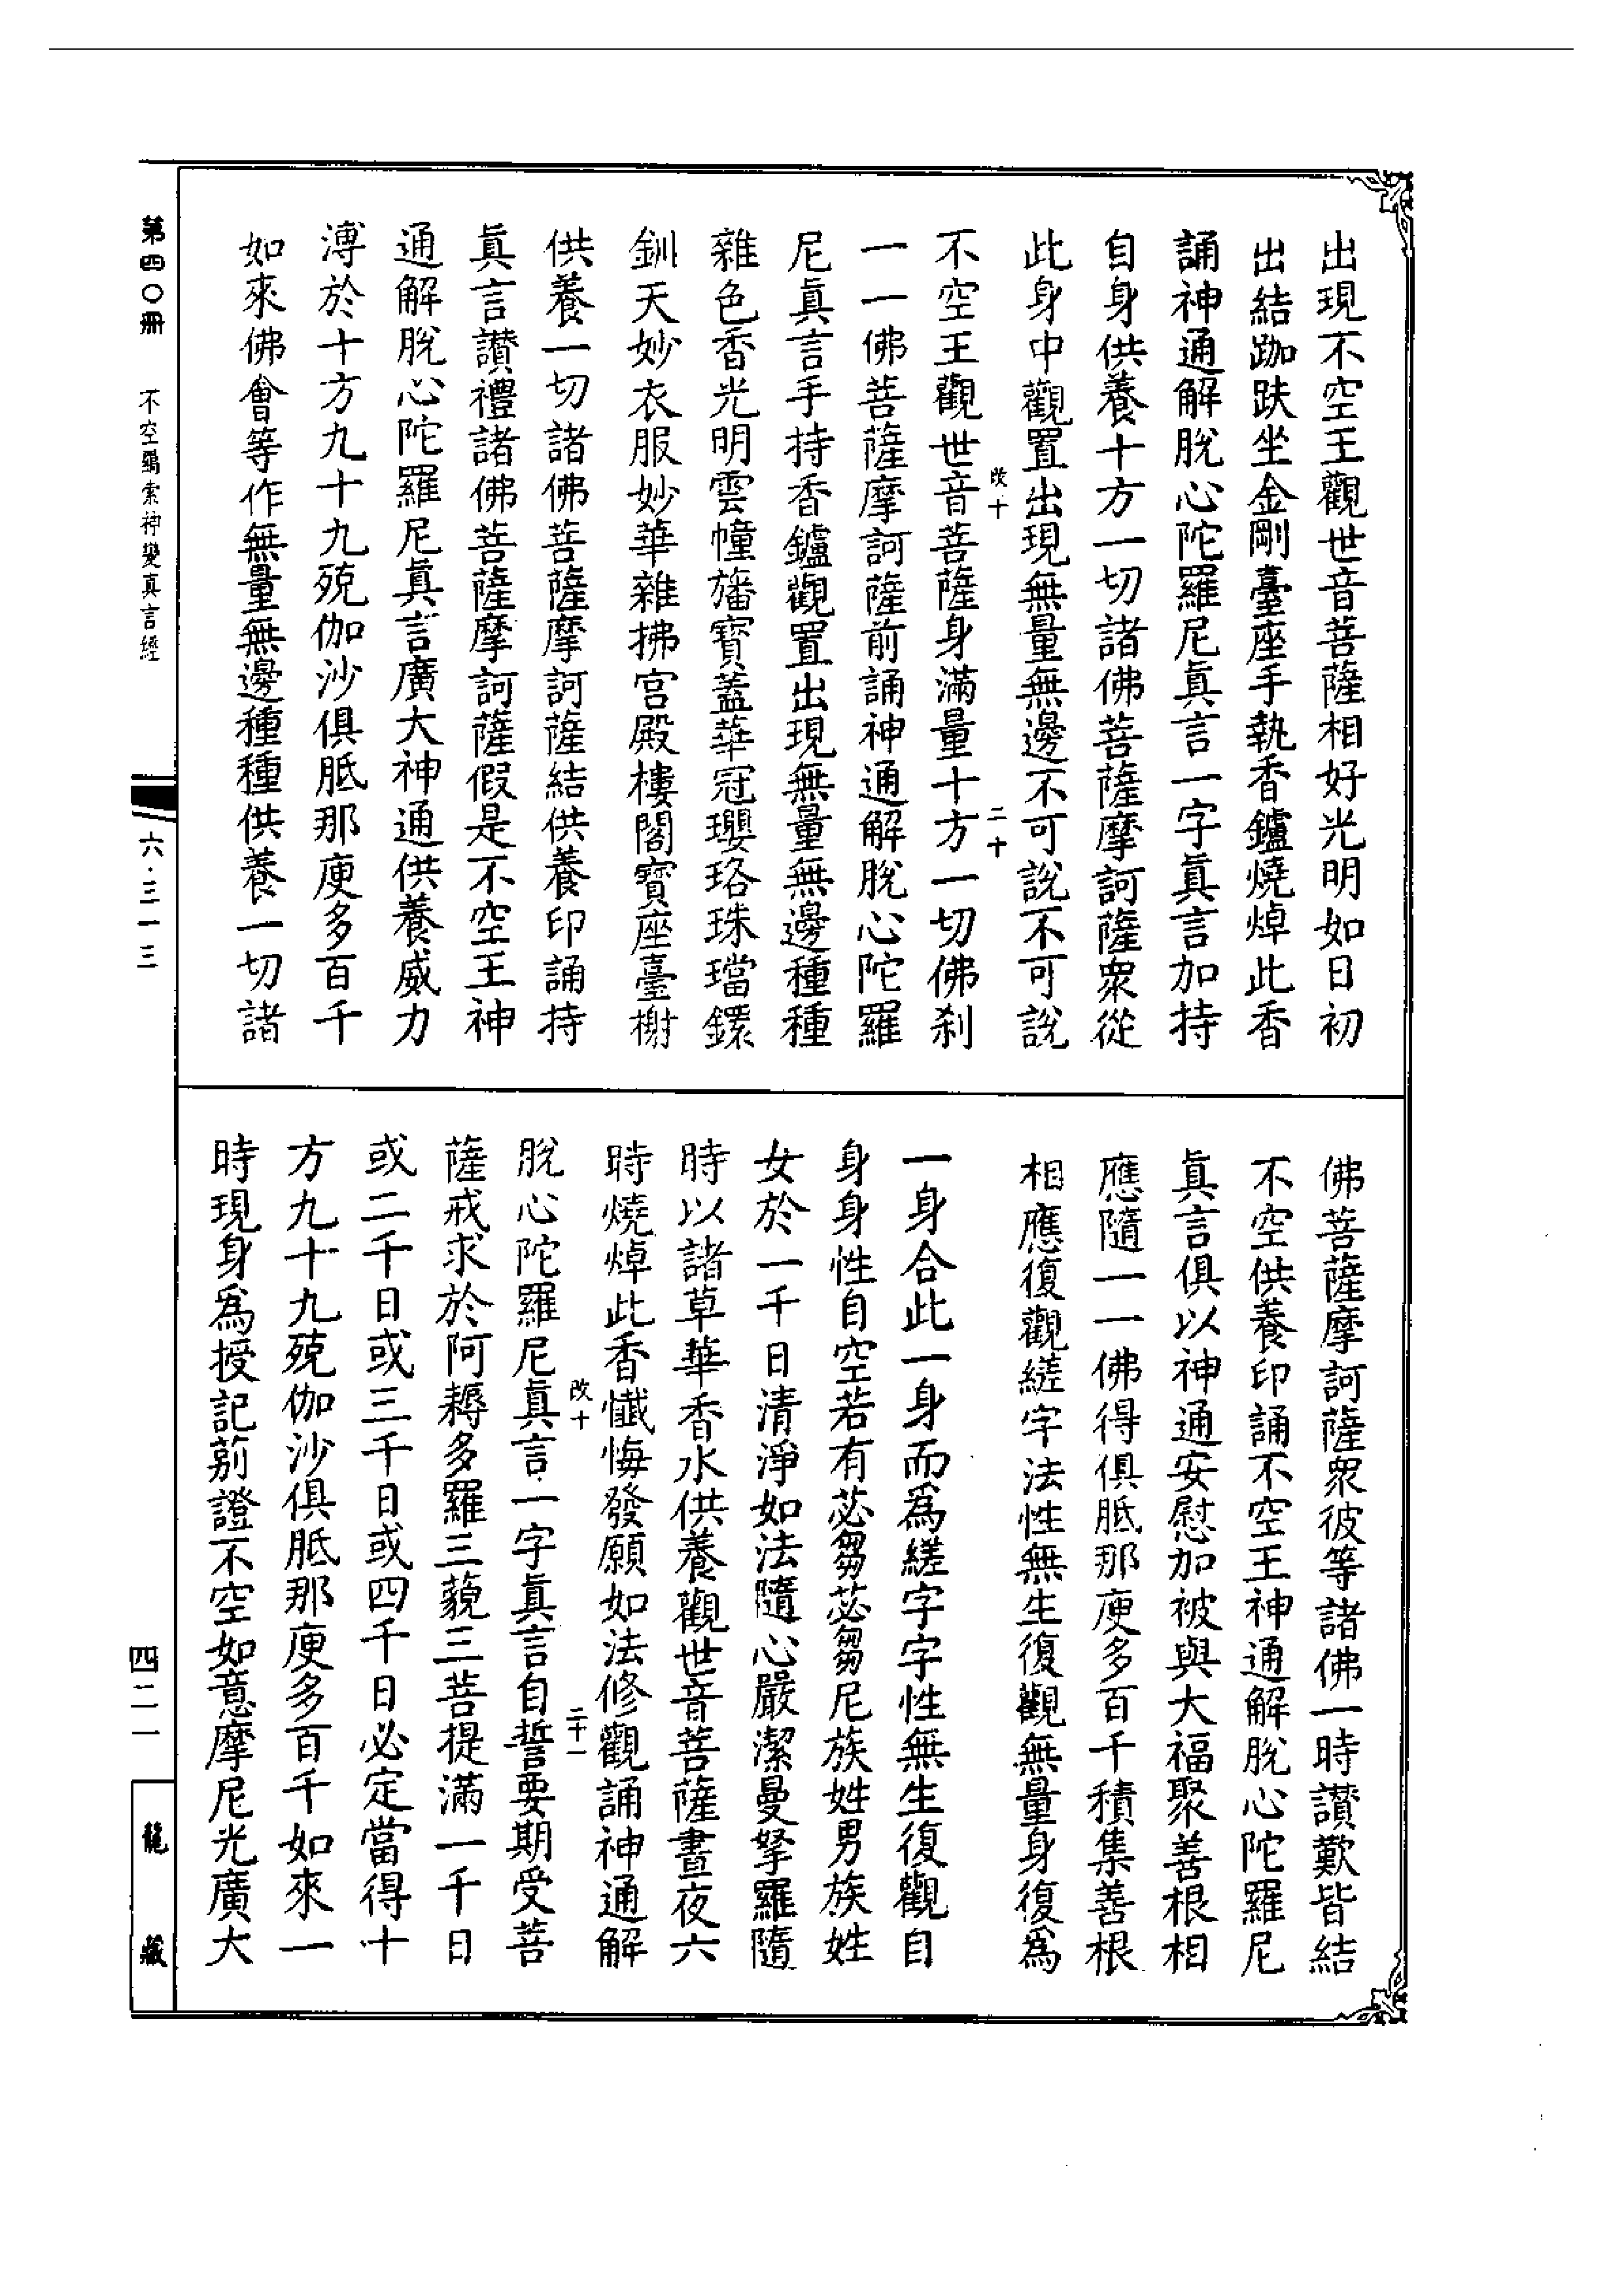 出現不空王觀世音菩薩相好光明如日初
出結跏趺坐金剛臺座手執香鑪燒焯此香
誦神通解脫心陀羅尼眞言一字眞言加持
自身供養十方一切諸佛菩薩摩訶薩衆從
此身中觀置出現無量無邊不可說不可說
改十 二十
不空王觀世音菩薩身滿量十方一切佛剎
一一佛菩薩摩訶薩前誦神通解脫心陀羅
尼眞言手持香鑪觀置出現無量無邊種種
雜色香光明雲幢旛寶蓋華冠瓔珞珠璫鐶
釧天妙衣服妙華雜拂宫殿樓閣寶座臺榭
供養一切諸佛菩薩摩訶薩結供養印誦持
眞言讃禮諸佛菩薩摩訶薩假是不空王神
通解脫心陀羅尼眞言廣大神通供養威力
溥於十方九十九殑伽沙俱胝那庾多百千
如來佛會等作無量無邊種種供養一切諸
佛菩薩摩訶薩衆彼等諸佛一時讃歎皆結
不空供養印誦不空王神通解脫心陀羅尼
眞言俱以神通安慰加被與大福聚善根相
應隨一一佛得俱胝那庾多百千積集善根
相應復觀縒字法性無生復觀無量身復爲
一身合此一身而爲縒字字性無生復觀自
身身性自空若有苾芻苾芻尼族姓男族姓
女於一千日清淨如法隨心嚴潔曼拏羅隨
時以諸草華香水供養觀世音菩薩晝夜六
時燒焯此香懺悔發願如法修觀誦神通解
改十 二十一
脫心陀羅尼眞言一字眞言自誓要期受菩
薩戒求於阿耨多羅三藐三菩提滿一千日
或二千日或三千日或四千日必定當得十
方九十九殑伽沙俱胝那庾多百千如來一
時現身爲授記莂證不空如意摩尼光廣大
第四〇册 不空羂索神變真言經 六·三一三 四二一 龍藏